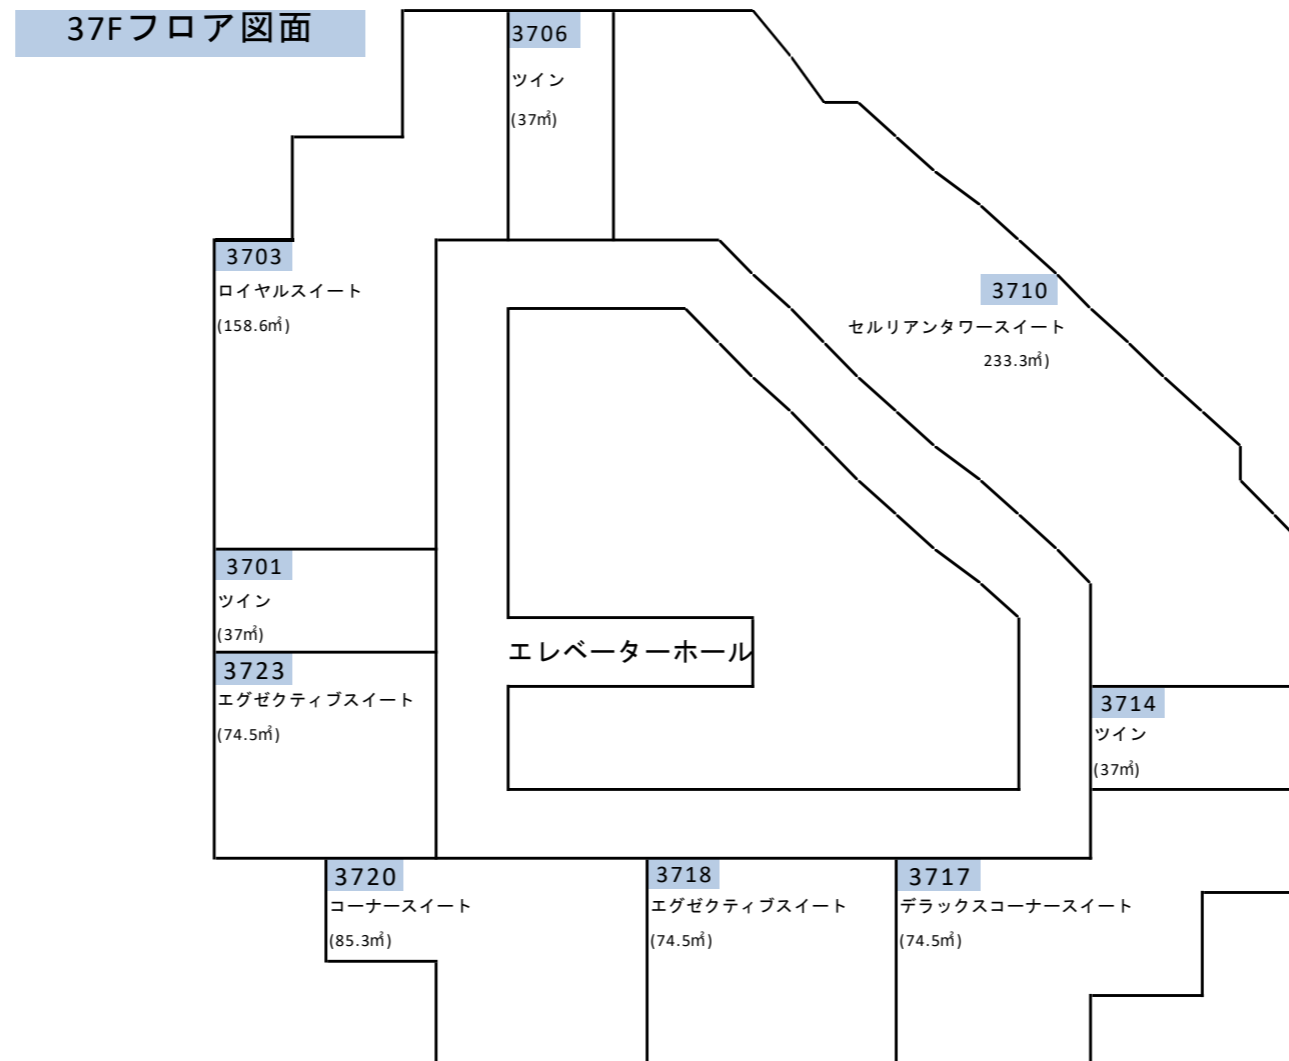 37Fフロア図面
3706
ツイン
(37㎡)
3703
ロイヤルスイート
(158.6㎡)
3710
セルリアンタワースイート
233.3㎡)
3701
ツイン
(37㎡)
3723
エグゼクティブスイート
(74.5㎡)
エレベーターホール
3714
ツイン
(37㎡)
3720
コーナースイート
(85.3㎡)
3718
エグゼクティブスイート
(74.5㎡)
3717
デラックスコーナースイート
(74.5㎡)